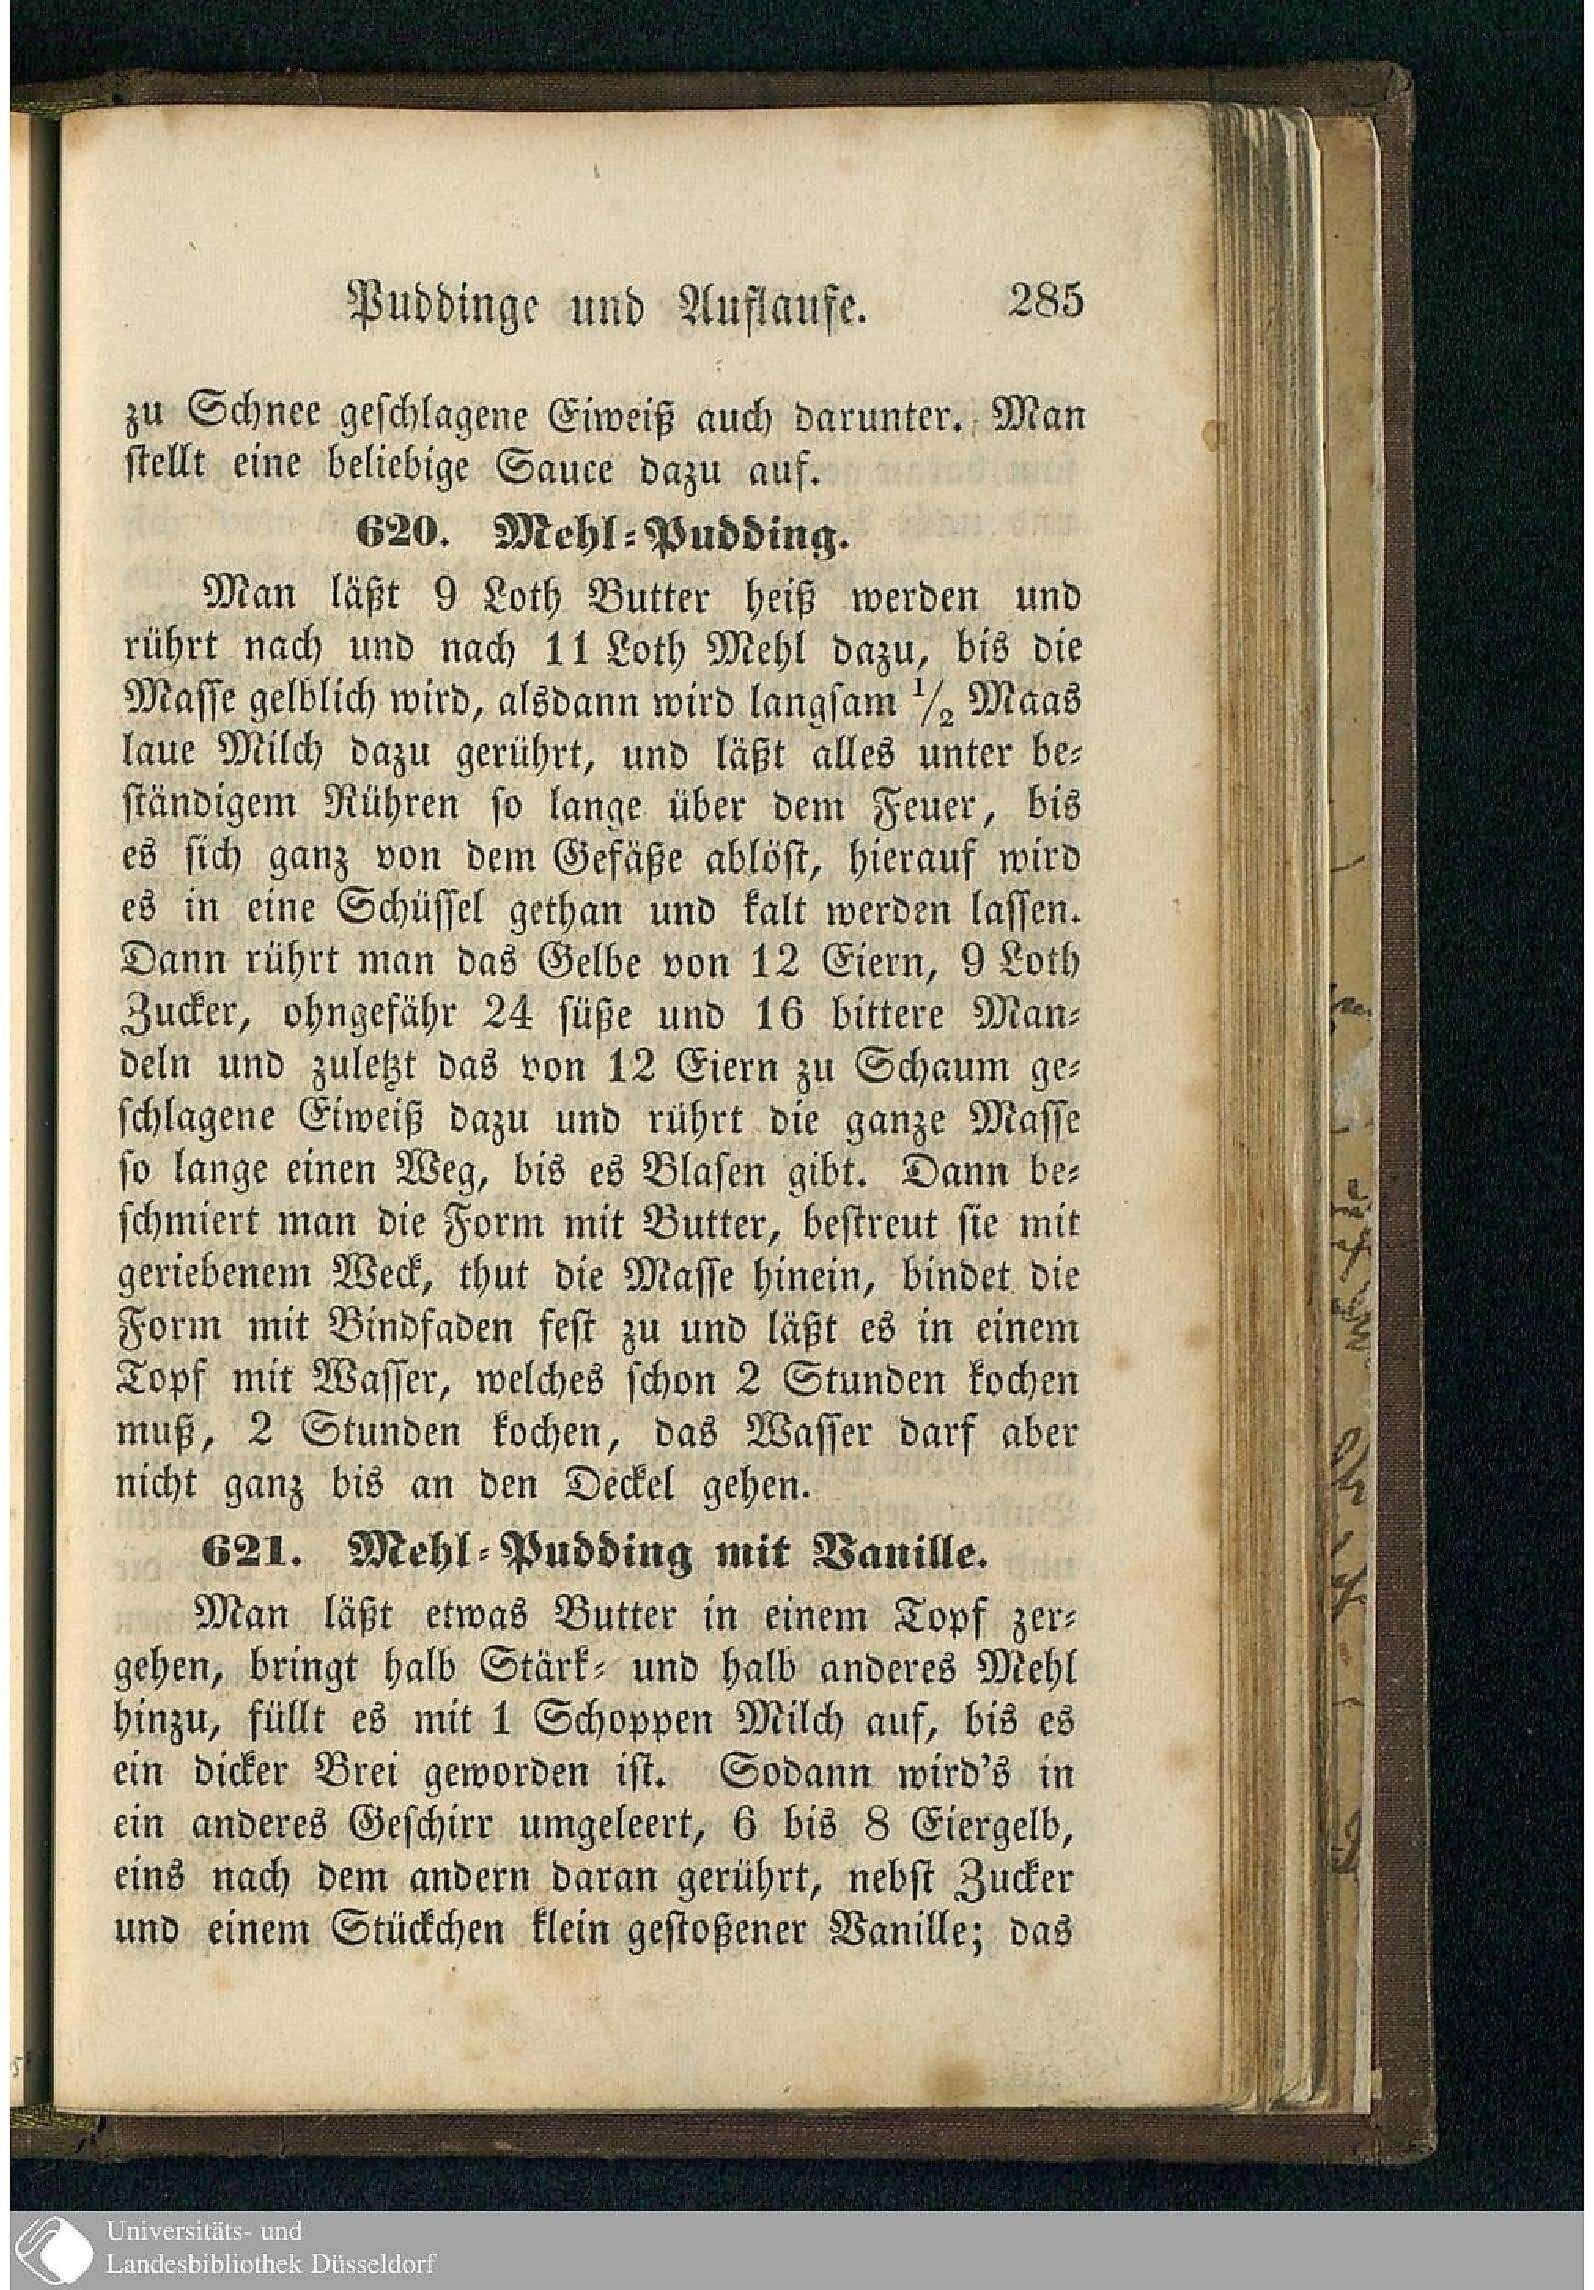 Puddinge und Auflaufe. 285
zu Schnee geschlagene Eiweiß auch darunter. Man
stellt eine beliebige Sauce dazu auf.
620. Mehl-Pudding.
Man läßt 9 Loth Butter heiß werden und
rührt nach und nach 11 Loth Mehl dazu, bis die
Masse gelblich wird, alsdann wird langsam 1/2 Maas
laue Milch dazu gerührt, und läßt alles unter be-
ständigem Rühren so lange über dem Feuer, bis
es sich ganz von dem Gefäße ablöst, hierauf wird
es in eine Schüssel gethan und kalt werden lassen.
Dann rührt man das Gelbe von 12 Eiern, 9 Loth
Zucker, ohngefähr 24 süße und 16 bittere Man-
deln und zuletzt das von 12 Eiern zu Schaum ge-
schlagene Eiweiß dazu und rührt die ganze Masse
so lange einen Weg, bis es Blasen gibt. Dann be-
schmiert man die Form mit Butter, bestreut sie mit
geriebenem Weck, thut die Masse hinein, bindet die
Form mit Bindfaden fest zu und läßt es in einem
Topf mit Wasser, welches schon 2 Stunden kochen
muß, 2 Stunden kochen, das Wasser darf aber
nicht ganz bis an den Deckel gehen.
621. Mehl-Pudding mit Vanille.
Man läßt etwas Butter in einem Topf zer-
gehen, bringt halb Stärk- und halb anderes Mehl
hinzu, füllt es mit 1 Schoppen Milch auf, bis es
ein dicker Brei geworden ist. Sodann wird's in
ein anderes Geschirr umgeleert, 6 bis 8 Eiergelb,
eins nach dem andern daran gerührt, nebst Zucker
und einem Stückchen klein gestoßener Vanille; das
Universitäts- und
Landesbibliothek Düsseldorf